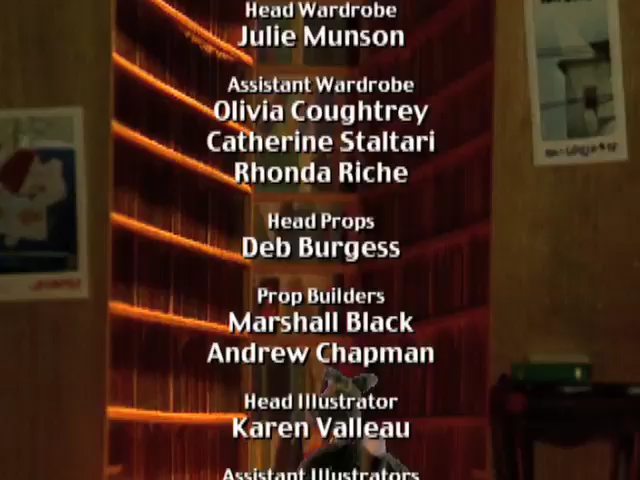 Head Wardrobe
Julie Munson
Assistant Wardrobe
Olivia Coughtrey
Catherine Staltari
Rhonda Riche
Head Props
Deb Burgess
Prop Builders
Marshall Black
Andrew Chapman
Head Illustrator
Karen Valleau
Assistant Illustrators